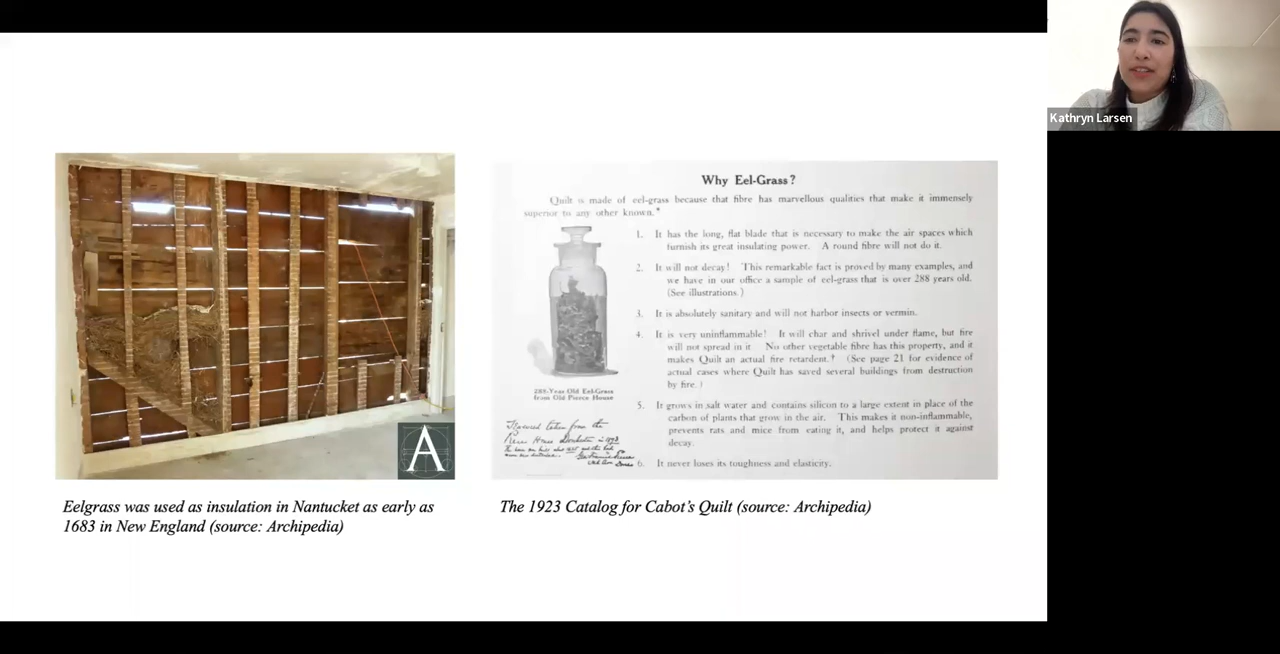 Kathryn Larsen
Why Eel-Grass?
Quilt is made of eel-grass because that fibre has marvellous qualities that make it immensely
superior to any other known.*
1. It has the long, flat blade that is necessary to make the air spaces which
furnish its great insulating power. A round fibre will not do it.
2. It will not decay! This remarkable fact is proved by many examples, and
we have in our office a sample of eel-grass that is over 288 years old.
(See illustrations.)
3. It is absolutely sanitary and will not harbor insects or vermin.
4. It is very uninflammable! It will char and shrivel under flame, but fire
will not spread in it. No other vegetable fibre has this property, and it
makes Quilt an actual fire retardent.† (See page 21 for evidence of
actual cases where Quilt has saved several buildings from destruction
by fire.)
5. It grows in salt water and contains silicon to a large extent in place of the
carbon of plants that grow in the air. This makes it non-inflammable,
prevents rats and mice from eating it, and helps protect it against
decay.
6. It never loses its toughness and elasticity.
288-Year Old Eel-Grass
from Old Pierce House
taken from the
House
A
Eelgrass was used as insulation in Nantucket as early as
1683 in New England (source: Archipedia)
The 1923 Catalog for Cabot's Quilt (source: Archipedia)